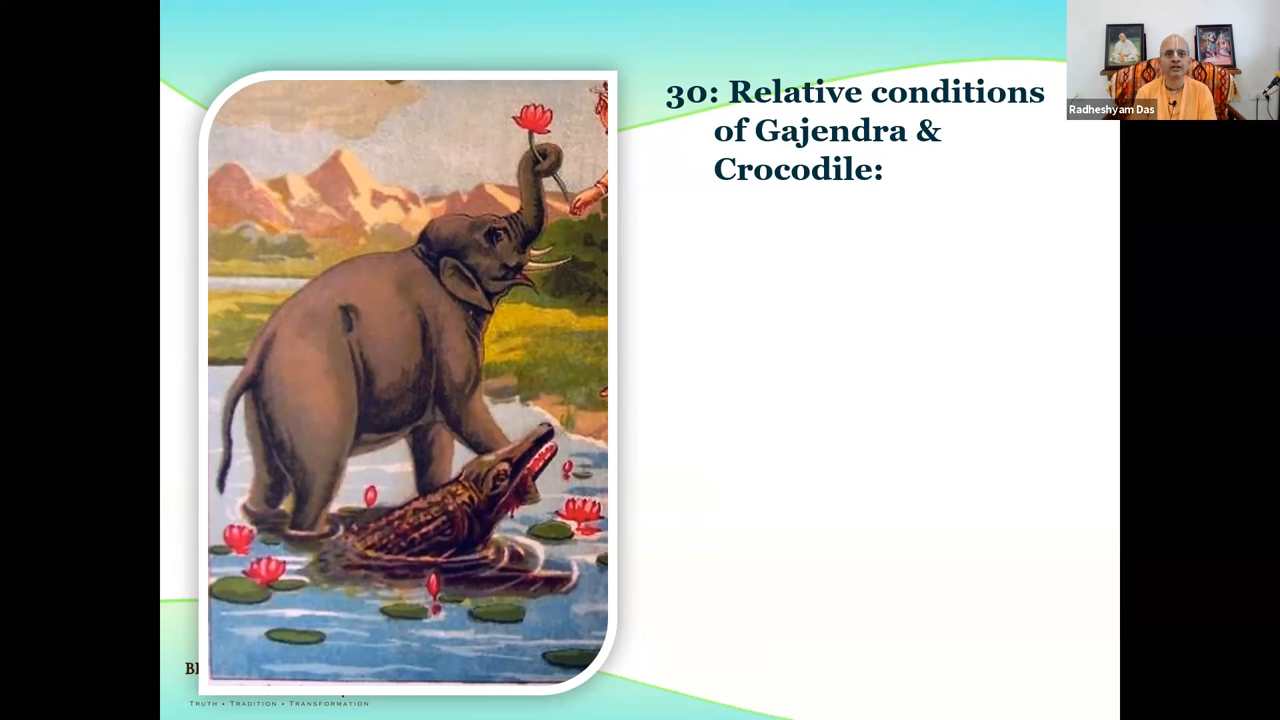 30: Relative conditions
of Gajendra &
Crocodile:
Radheshyam Das
TRUTH • TRADITION • TRANSFORMATION